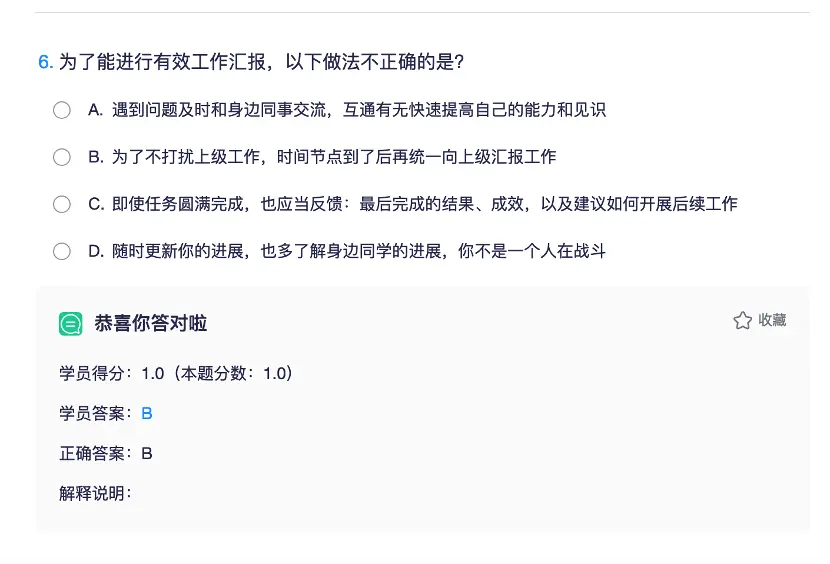 6. 为了能进行有效工作汇报，以下做法不正确的是?
A. 遇到问题及时和身边同事交流，互通有无快速提高自己的能力和见识
B. 为了不打扰上级工作，时间节点到了后再统一向上级汇报工作
C. 即使任务圆满完成，也应当反馈：最后完成的结果、成效，以及建议如何开展后续工作
D. 随时更新你的进展，也多了解身边同学的进展，你不是一个人在战斗
恭喜你答对啦
收藏
学员得分：1.0（本题分数：1.0）
学员答案：B
正确答案：B
解释说明：